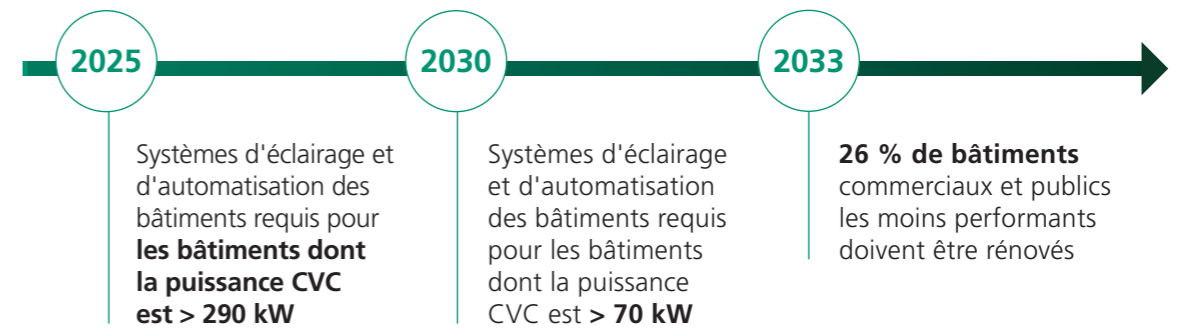 2025
Systèmes d'éclairage et
d'automatisation des
bâtiments requis pour
les bâtiments dont
la puissance CVC
est > 290 kW
2030
Systèmes d'éclairage
et d'automatisation
des bâtiments requis
pour les bâtiments
dont la puissance
CVC est > 70 kW
2033
26 % de bâtiments
commerciaux et publics
les moins performants
doivent être rénovés